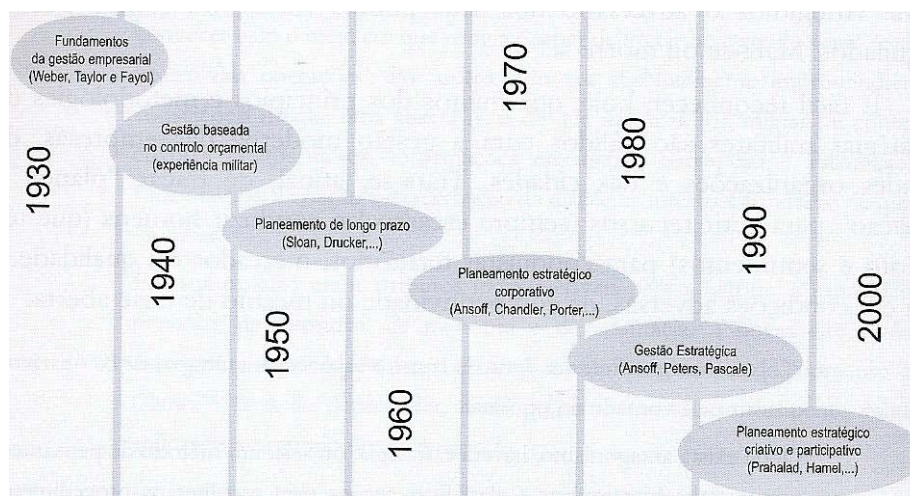 Fundamentos
da gestão empresarial
(Weber, Taylor e Fayol)
1930
Gestão baseada
no controlo orçamental
(experiência militar)
1940
Planeamento de longo prazo
(Sloan, Drucker,...)
1950
1960
1970
Planeamento estratégico
corporativo
(Ansoff, Chandler, Porter,...)
1980
Gestão Estratégica
(Ansoff, Peters, Pascale)
1990
Planeamento estratégico
criativo e participativo
(Prahalad, Hamel,...)
2000